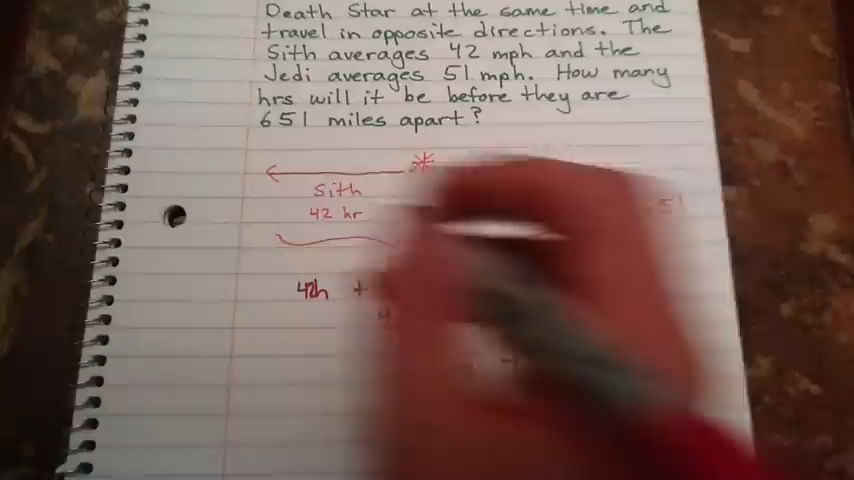 Death Star at the same time and
travel in opposite directions. The
Sith averages 42 mph and the
Jedi averages 51 mph. How many
hrs will it be before they are
651 miles apart?
Sith
42 hr
51
42h +
4